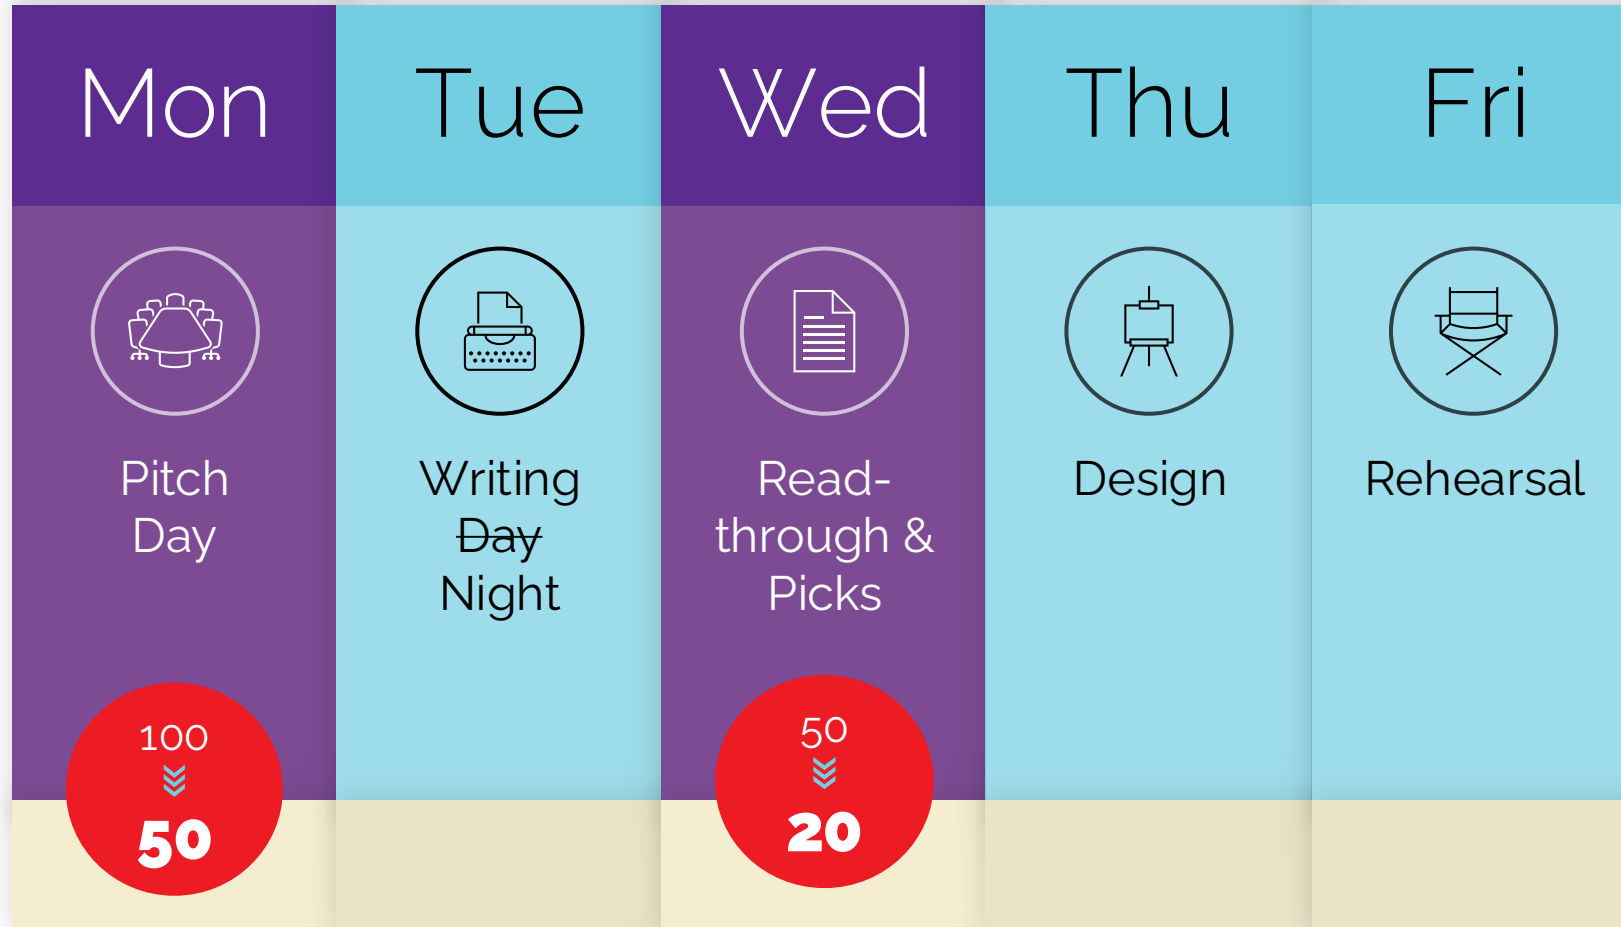 Mon
Tue
Wed
Thu
Fri
Pitch
Day
Writing
Day
Night
Read-
through &
Picks
Design
Rehearsal
100
50
50
20